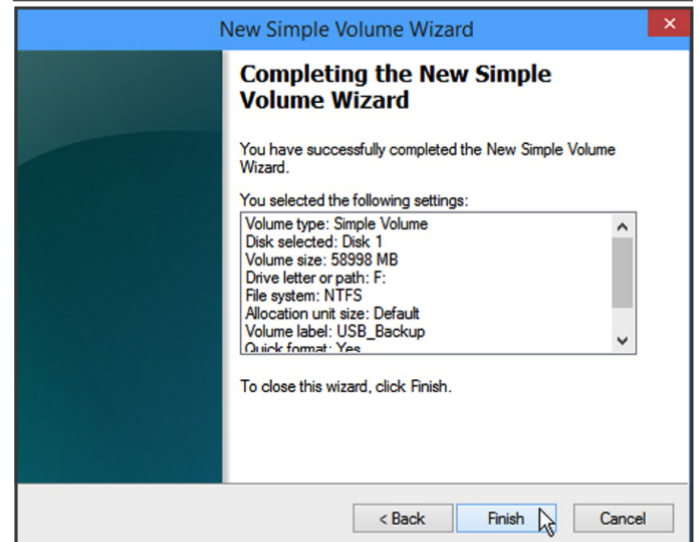 New Simple Volume Wizard
Completing the New Simple
Volume Wizard
You have successfully completed the New Simple Volume
Wizard.
You selected the following settings:
Volume type: Simple Volume
Disk selected: Disk 1
Volume size: 58998 MB
Drive letter or path: F:
File system: NTFS
Allocation unit size: Default
Volume label: USB_Backup
Quick format: Yes
To close this wizard, click Finish.
< Back Finish Cancel